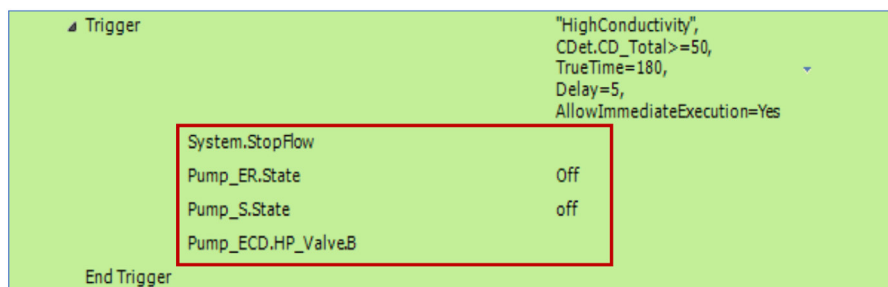 Trigger "HighConductivity",
CDet.CD_Total>=50,
TrueTime=180,
Delay=5,
AllowImmediateExecution=Yes
System.StopFlow
Pump_ER.State Off
Pump_S.State off
Pump_ECD.HP_Valve.B
End Trigger